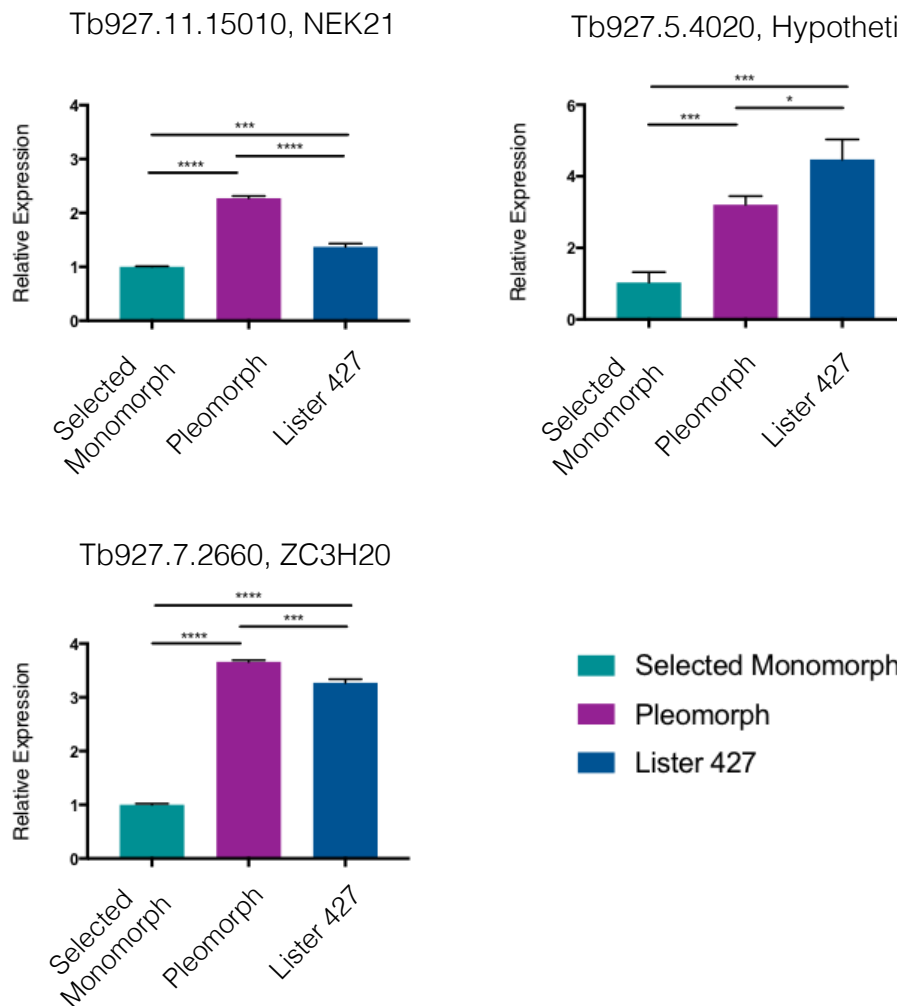 Tb927.11.15010, NEK21
***
****
****
4
3
2
1
0
Relative Expression
Selected
Monomorph
Pleomorph
Lister 427
Tb927.5.4020, Hypotheti
***
*
***
6
4
2
0
Relative Expression
Selected
Monomorph
Pleomorph
Lister 427
Tb927.7.2660, ZC3H20
****
***
****
4
3
2
1
0
Relative Expression
Selected
Monomorph
Pleomorph
Lister 427
Selected Monomorph
Pleomorph
Lister 427